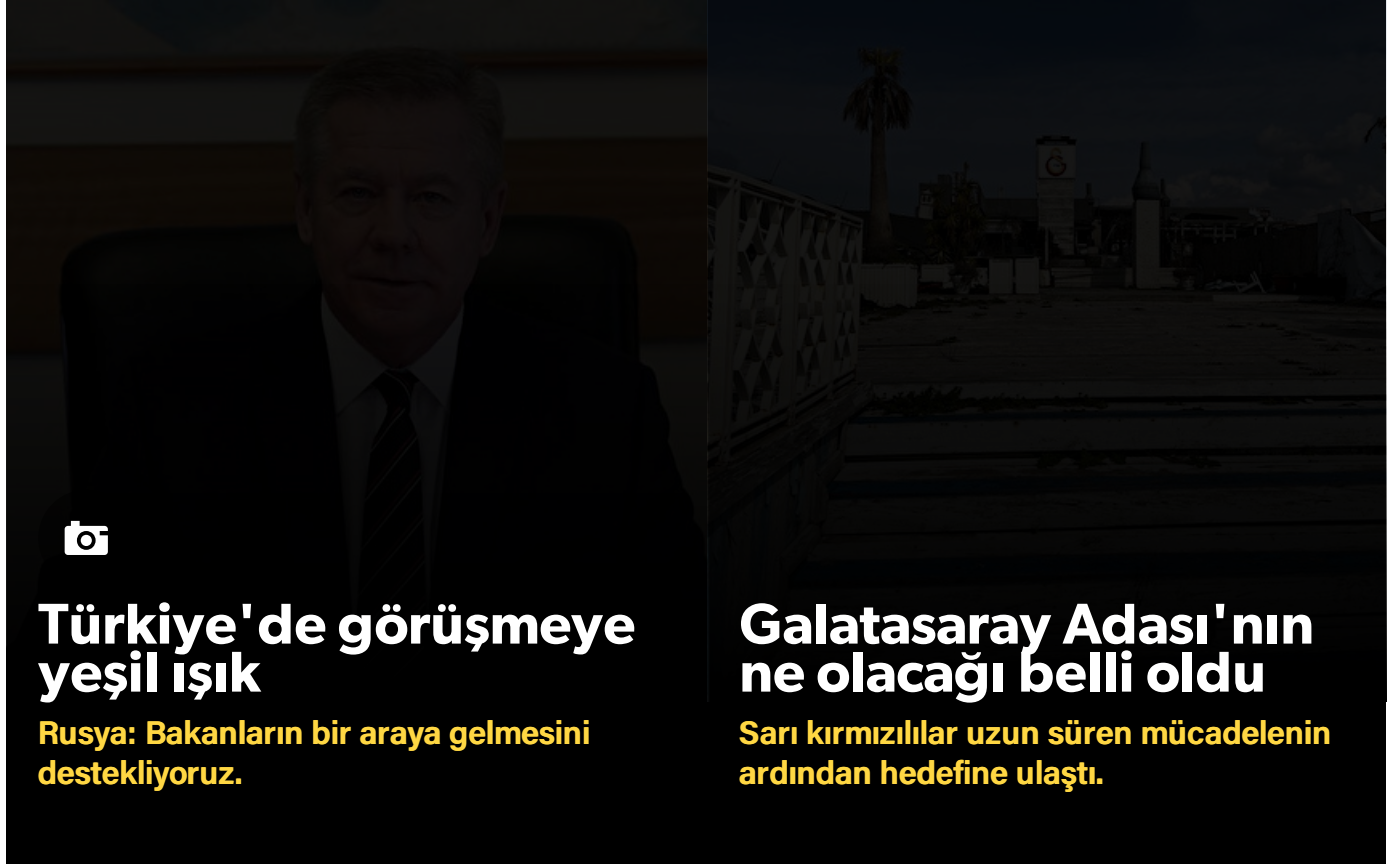 Türkiye'de görüşmeye
yeşil ışık
Rusya: Bakanların bir araya gelmesini
destekliyoruz.
Galatasaray Adası'nın
ne olacağı belli oldu
Sarı kırmızılılar uzun süren mücadelenin
ardından hedefine ulaştı.